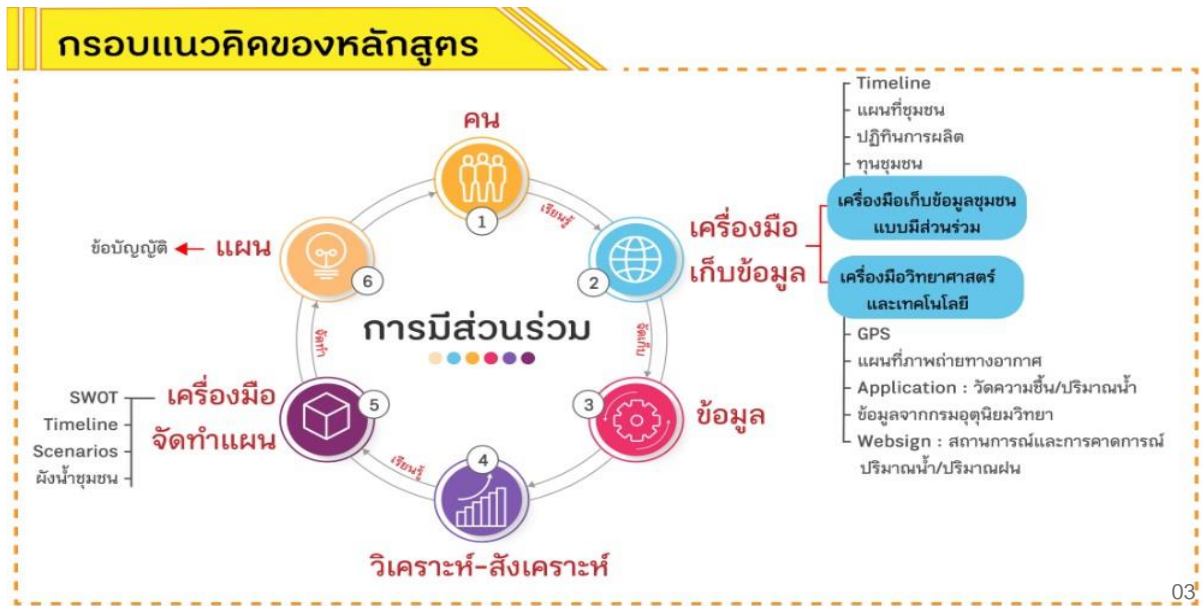 กรอบแนวคิดของหลักสูตร
คน
1
เรียนรู้
เครื่องมือ
เก็บข้อมูล
2
Timeline
แผนที่ชุมชน
ปฏิทินการผลิต
ทุนชุมชน
เครื่องมือเก็บข้อมูลชุมชน
แบบมีส่วนร่วม
เครื่องมือวิทยาศาสตร์
และเทคโนโลยี
GPS
แผนที่ภาพถ่ายทางอากาศ
Application : วัดความชื้น/ปริมาณน้ำ
ข้อมูลจากกรมอุตุนิยมวิทยา
Websign : สถานการณ์และการคาดการณ์
ปริมาณน้ำ/ปริมาณฝน
จัดเก็บ
3
ข้อมูล
4
วิเคราะห์-สังเคราะห์
เรียนรู้
5
เครื่องมือ
จัดทำแผน
SWOT
Timeline
Scenarios
ผังน้ำชุมชน
จัดทำ
6
แผน
ข้อบัญญัติ
การมีส่วนร่วม
03